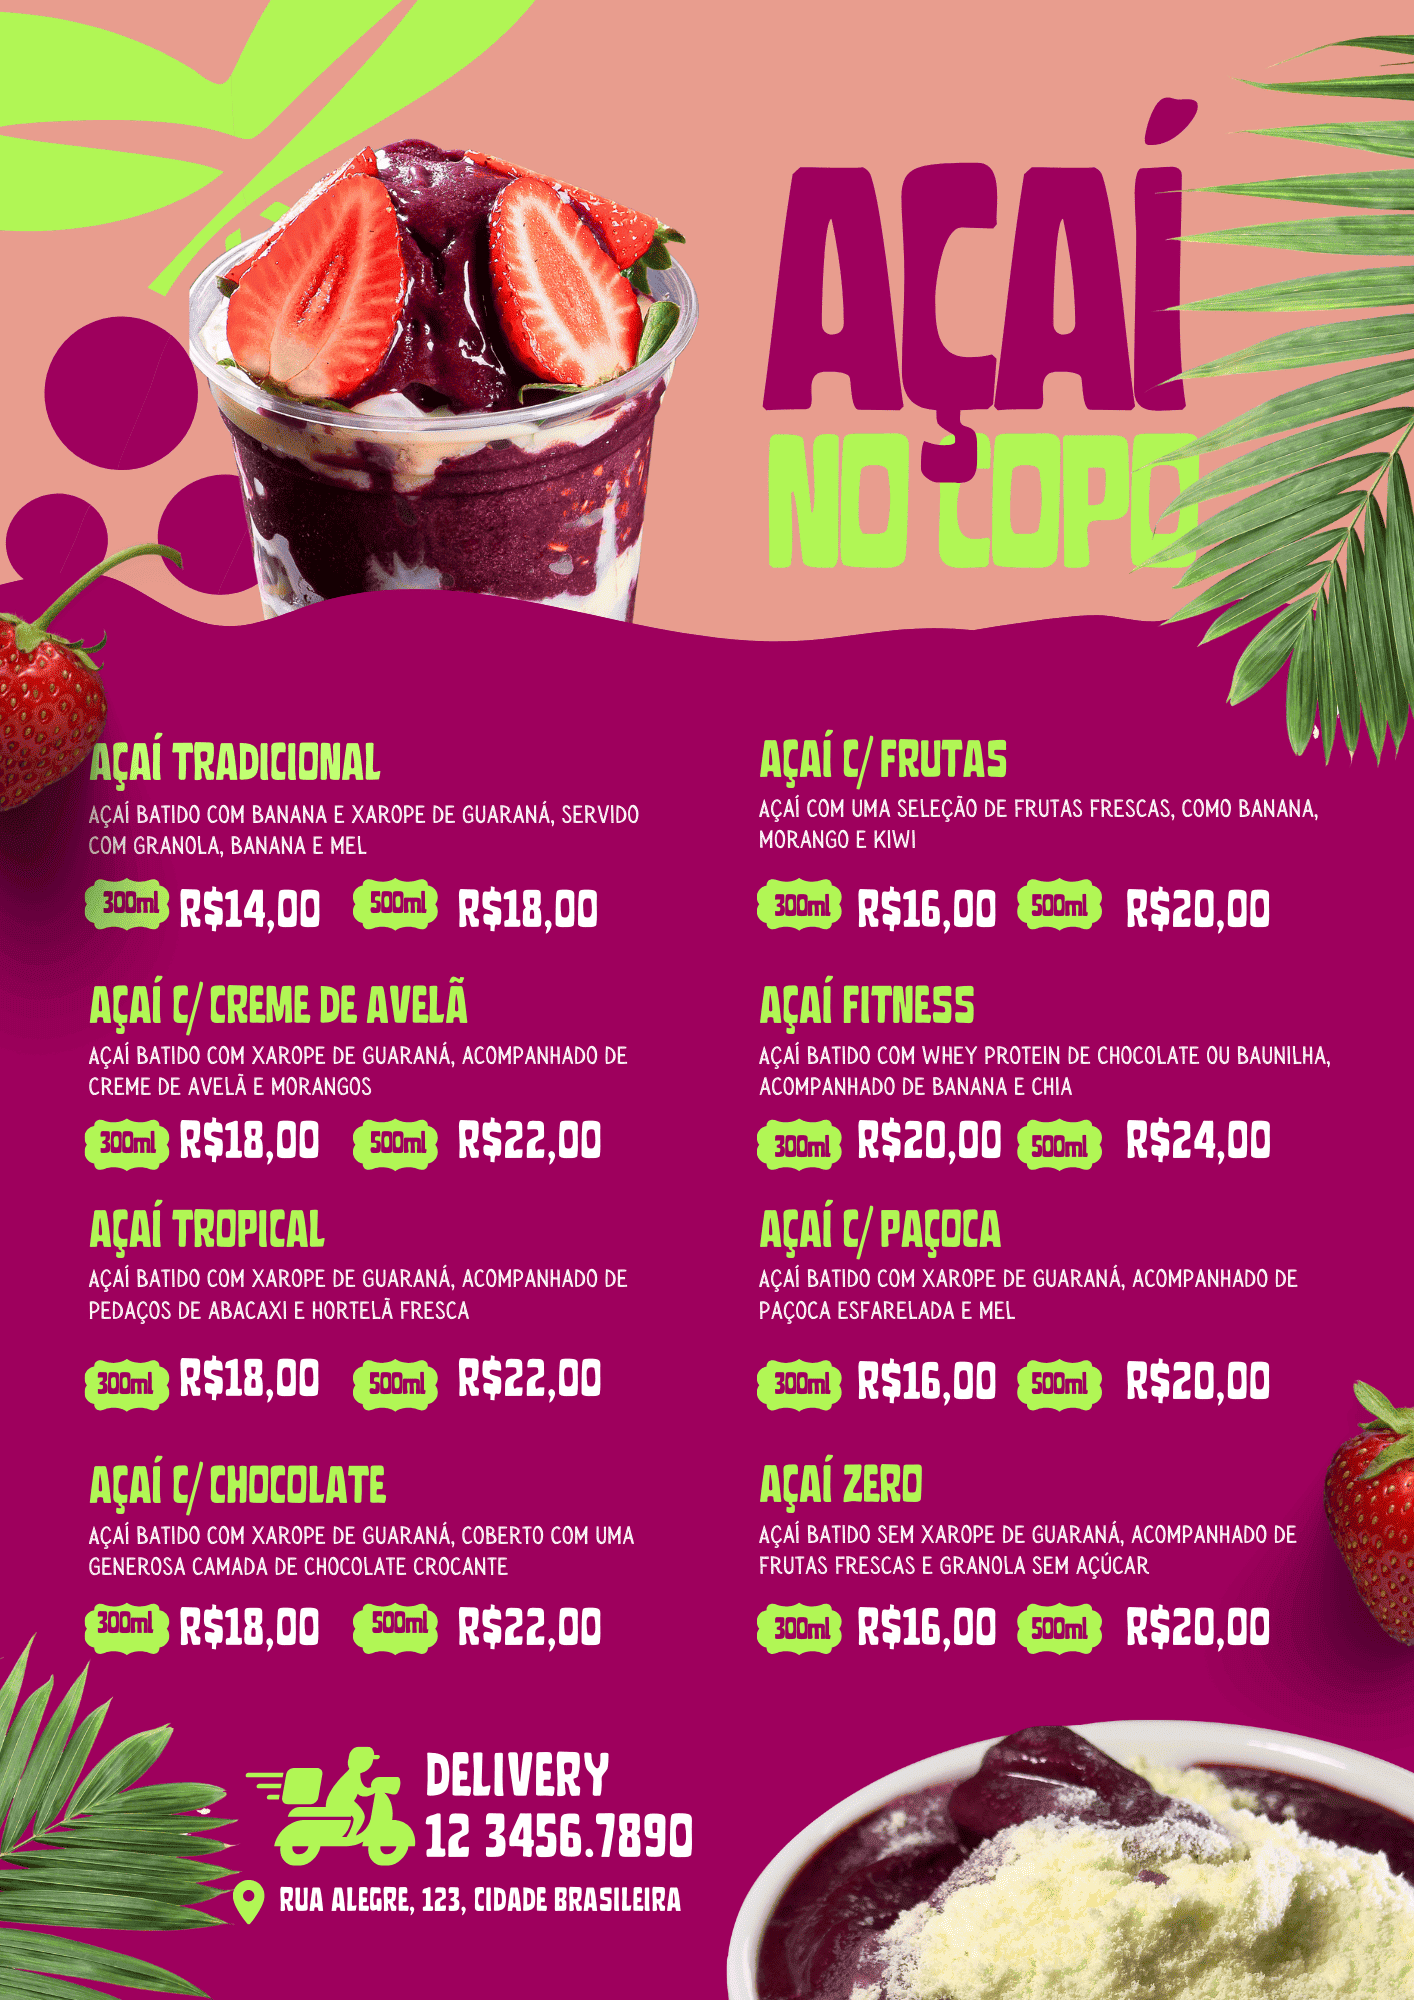 AÇAÍ
NO COPO
AÇAÍ TRADICIONAL
AÇAÍ BATIDO COM BANANA E XAROPE DE GUARANÁ, SERVIDO
COM GRANOLA, BANANA E MEL
300ml R$14,00 500ml R$18,00
AÇAÍ C/ CREME DE AVELÃ
AÇAÍ BATIDO COM XAROPE DE GUARANÁ, ACOMPANHADO DE
CREME DE AVELÃ E MORANGOS
300ml R$18,00 500ml R$22,00
AÇAÍ TROPICAL
AÇAÍ BATIDO COM XAROPE DE GUARANÁ, ACOMPANHADO DE
PEDAÇOS DE ABACAXI E HORTELÃ FRESCA
300ml R$18,00 500ml R$22,00
AÇAÍ C/ CHOCOLATE
AÇAÍ BATIDO COM XAROPE DE GUARANÁ, COBERTO COM UMA
GENEROSA CAMADA DE CHOCOLATE CROCANTE
300ml R$18,00 500ml R$22,00
AÇAÍ C/ FRUTAS
AÇAÍ COM UMA SELEÇÃO DE FRUTAS FRESCAS, COMO BANANA,
MORANGO E KIWI
300ml R$16,00 500ml R$20,00
AÇAÍ FITNESS
AÇAÍ BATIDO COM WHEY PROTEIN DE CHOCOLATE OU BAUNILHA,
ACOMPANHADO DE BANANA E CHIA
300ml R$20,00 500ml R$24,00
AÇAÍ C/ PAÇOCA
AÇAÍ BATIDO COM XAROPE DE GUARANÁ, ACOMPANHADO DE
PAÇOCA ESFARELADA E MEL
300ml R$16,00 500ml R$20,00
AÇAÍ ZERO
AÇAÍ BATIDO SEM XAROPE DE GUARANÁ, ACOMPANHADO DE
FRUTAS FRESCAS E GRANOLA SEM AÇÚCAR
300ml R$16,00 500ml R$20,00
DELIVERY
12 3456.7890
RUA ALEGRE, 123, CIDADE BRASILEIRA